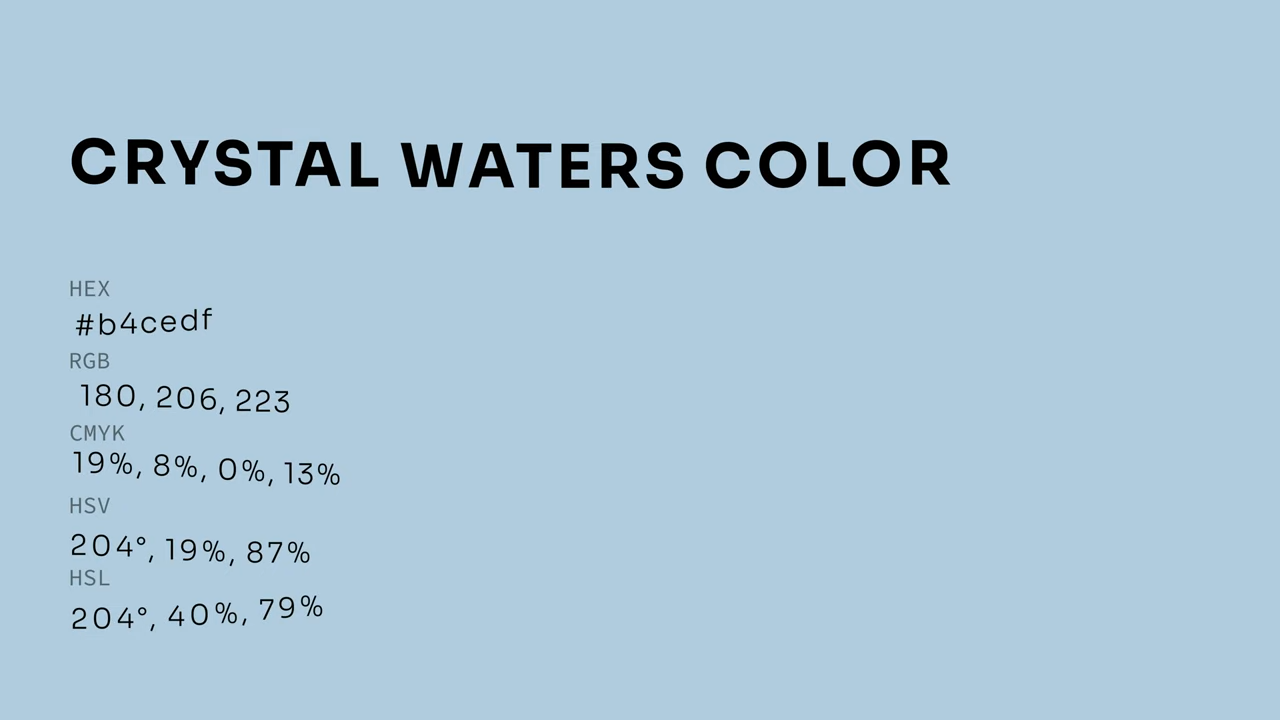 CRYSTAL WATERS COLOR
HEX
#b4cedf
RGB
180, 206, 223
CMYK
19%, 8%, 0%, 13%
HSV
204°, 19%, 87%
HSL
204°, 40%, 79%